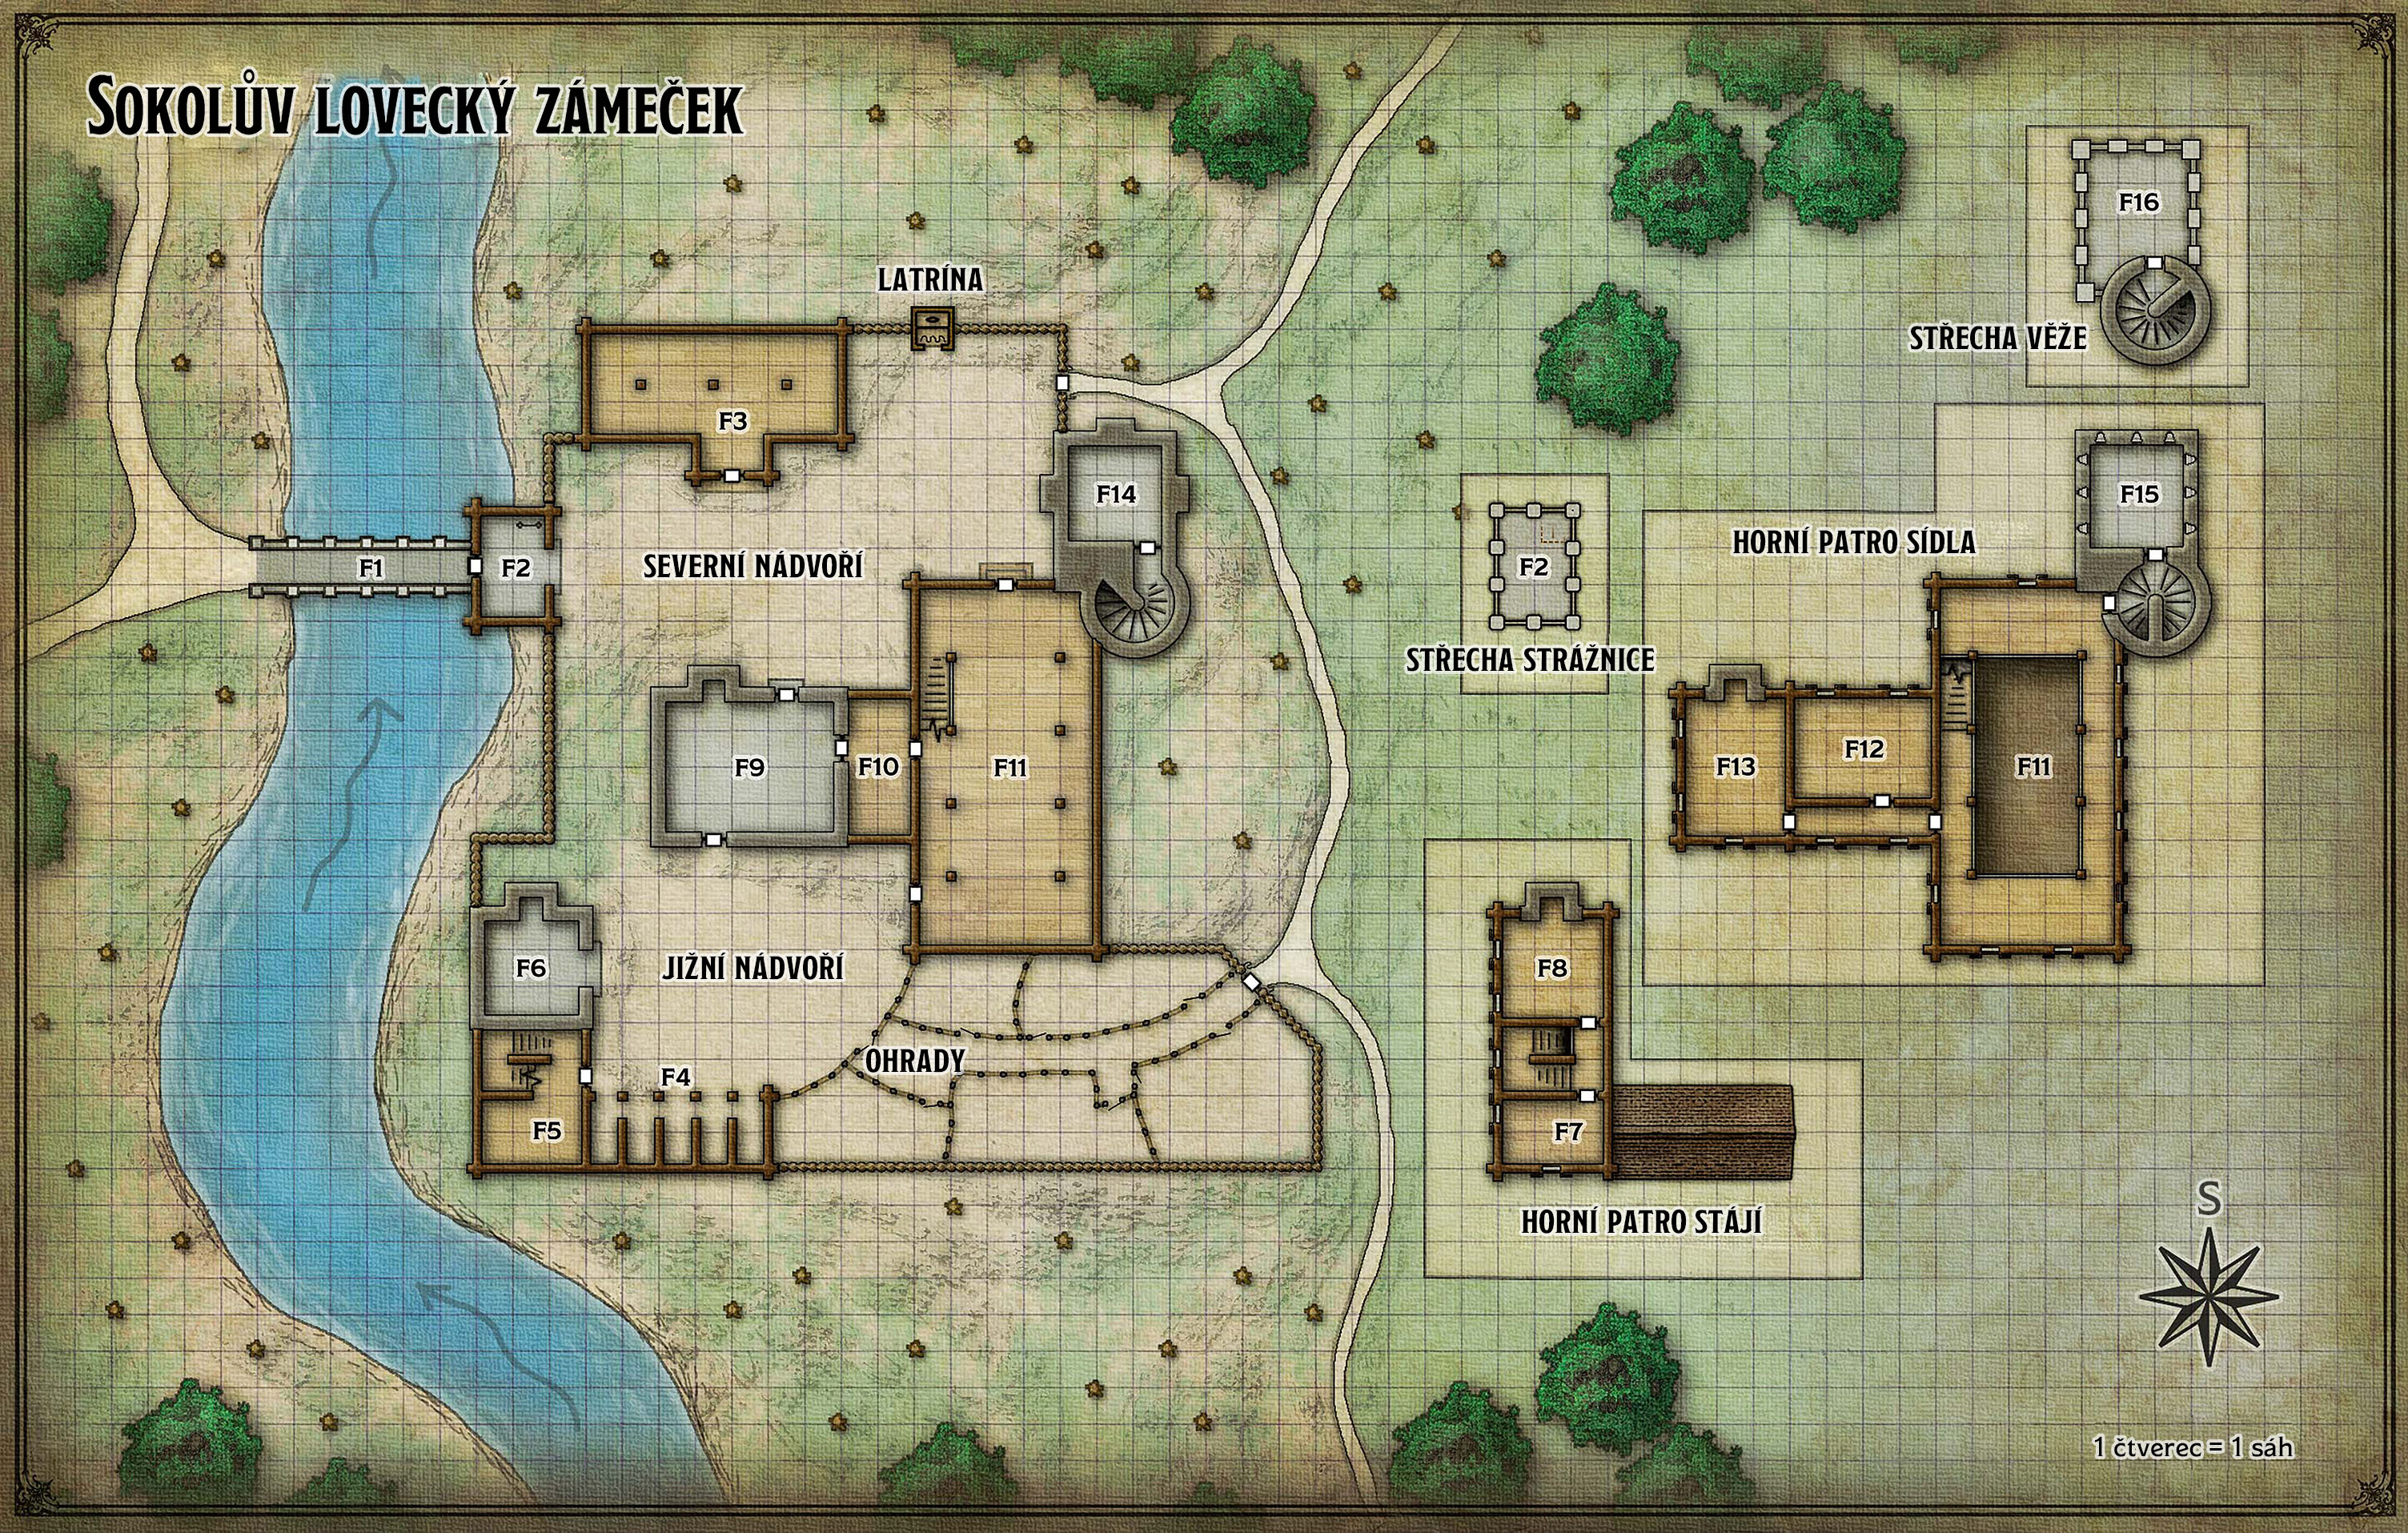 Sokolův lovecký zámeček
LATRÍNA
F16
STŘECHA VĚŽE
F3
F14
F15
F1
F2
SEVERNÍ NÁDVOŘÍ
F2
HORNÍ PATRO SÍDLA
STŘECHA STRÁŽNICE
F9
F10
F11
F13
F12
F11
F6
JIŽNÍ NÁDVOŘÍ
F8
OHRADY
F4
F5
F7
HORNÍ PATRO STÁJÍ
S
1 čtverec = 1 sáh